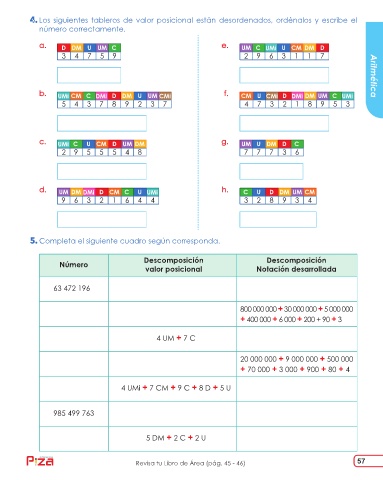 4. Los siguientes tableros de valor posicional están desordenados, ordénalos y escribe el
número correctamente.
a. D DM U UM C
3 4 7 5 9
e. UM C UMi U CM DM D
2 9 6 3 1 1 7
b. UMi CM C DMi D DM U UM CMi
5 4 3 7 8 9 2 3 7
f. CM U CMi D DMi DM UM C UMi
4 7 3 2 1 8 9 5 3
c. UMi C U CM D UM DM
2 9 5 5 5 4 8
g. UM U DM D C
7 7 7 3 6
d. UM DM DMi D CM C U UMi
9 6 3 2 1 6 4 4
h. C U D DM UM CM
3 2 8 9 3 4
Aritmética
5. Completa el siguiente cuadro según corresponda.
Número
Descomposición
valor posicional
Descomposición
Notación desarrollada
63 472 196
800 000 000 + 30 000 000 + 5 000 000
+ 400 000 + 6 000 + 200 + 90 + 3
4 UM + 7 C
20 000 000 + 9 000 000 + 500 000
+ 70 000 + 3 000 + 900 + 80 + 4
4 UMi + 7 CM + 9 C + 8 D + 5 U
985 499 763
5 DM + 2 C + 2 U
Piza
Revisa tu Libro de Área (pág. 45 - 46)
57